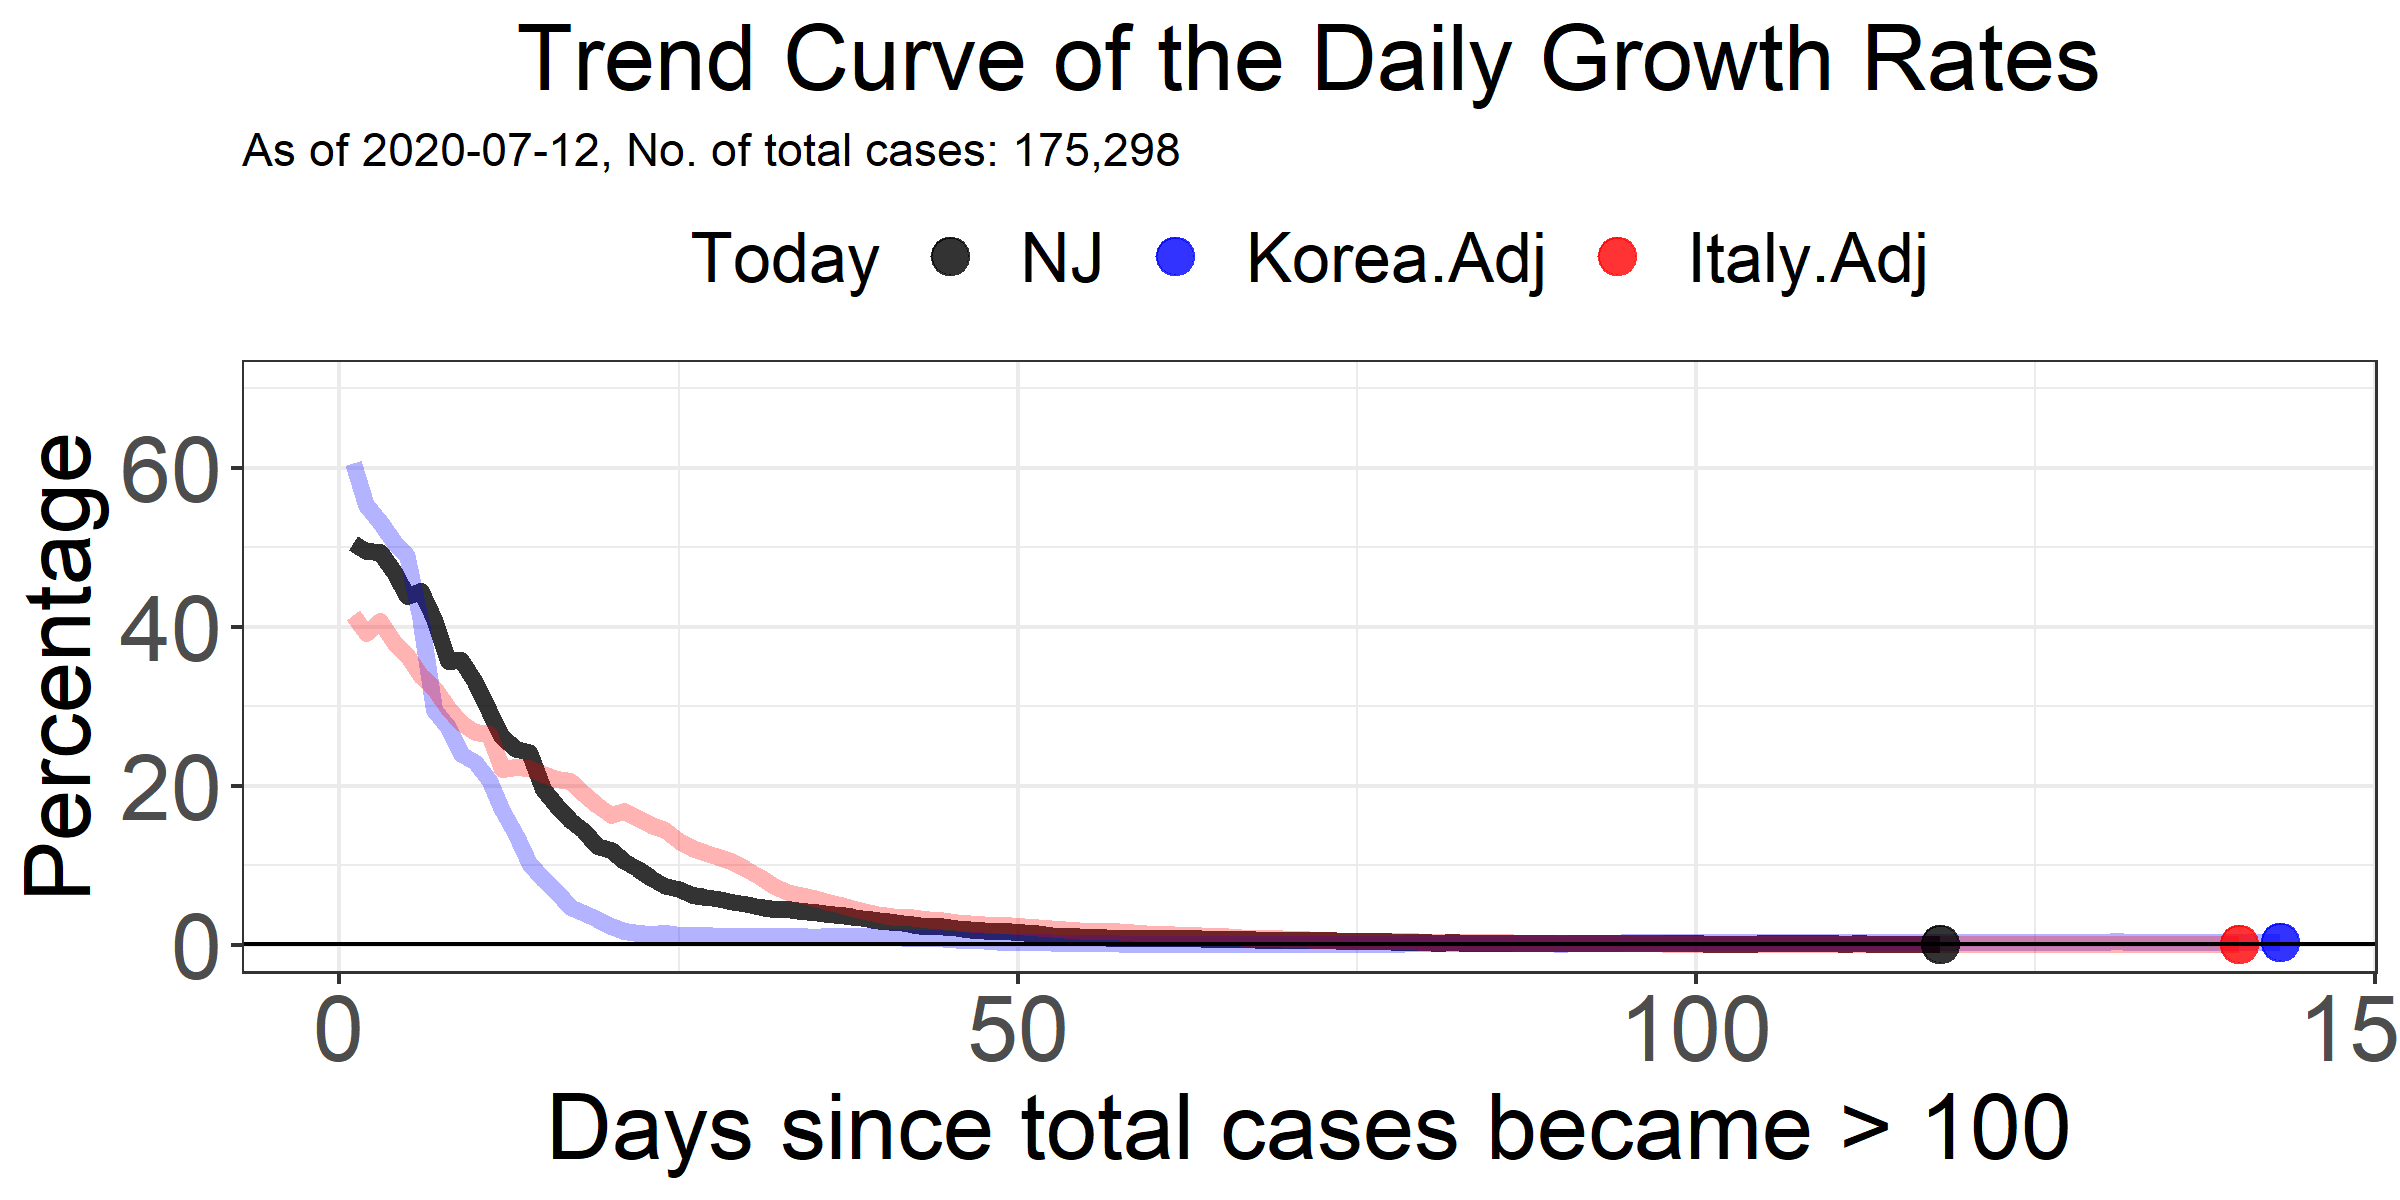 Trend Curve of the Daily Growth Rates
As of 2020-07-12, No. of total cases: 175,298
Today NJ Korea.Adj Italy.Adj
Percentage
60
40
20
0
0 50 100 15
Days since total cases became > 100